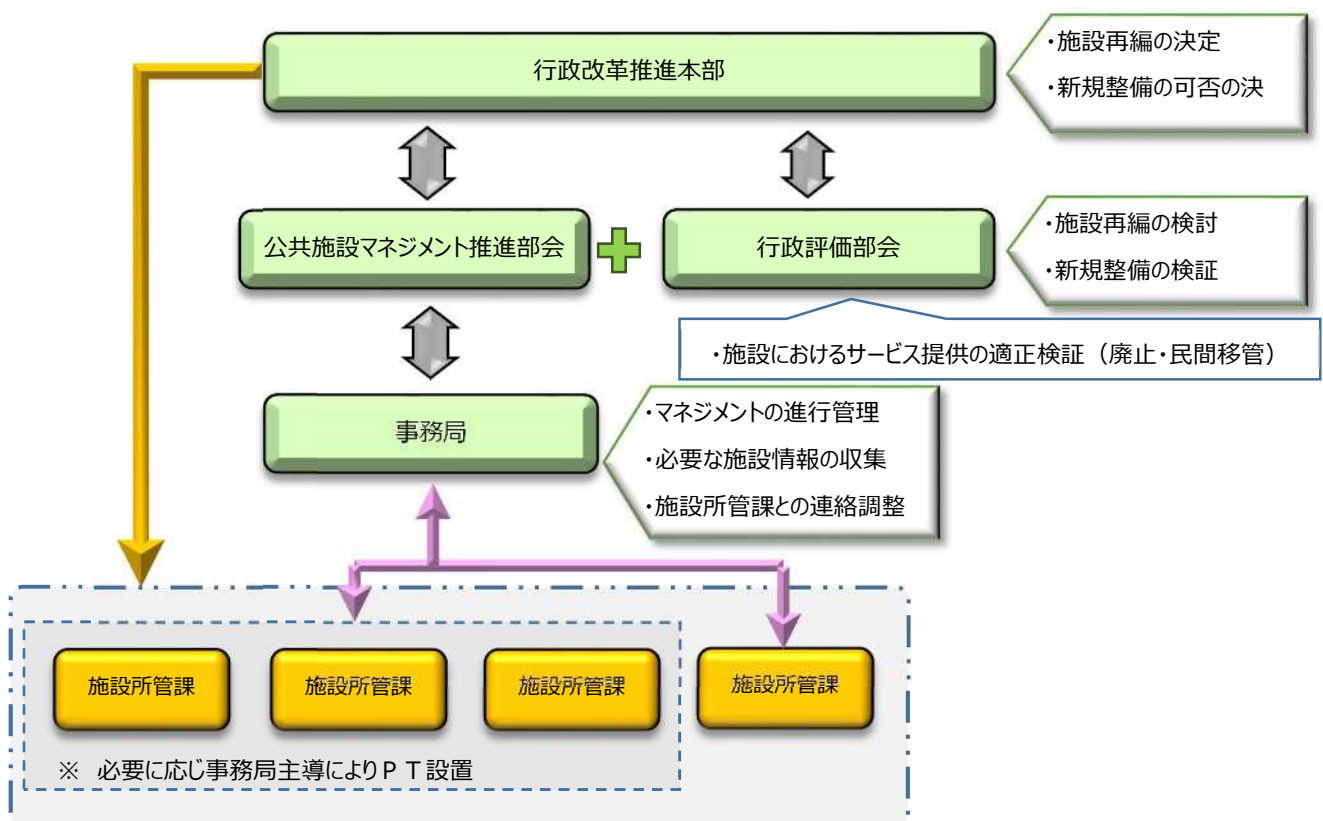 行政改革推進本部
・施設再編の決定
・新規整備の可否の決
公共施設マネジメント推進部会
行政評価部会
・施設再編の検討
・新規整備の検証
・施設におけるサービス提供の適正検証（廃止・民間移管）
事務局
・マネジメントの進行管理
・必要な施設情報の収集
・施設所管課との連絡調整
施設所管課
施設所管課
施設所管課
施設所管課
※　必要に応じ事務局主導によりＰＴ設置